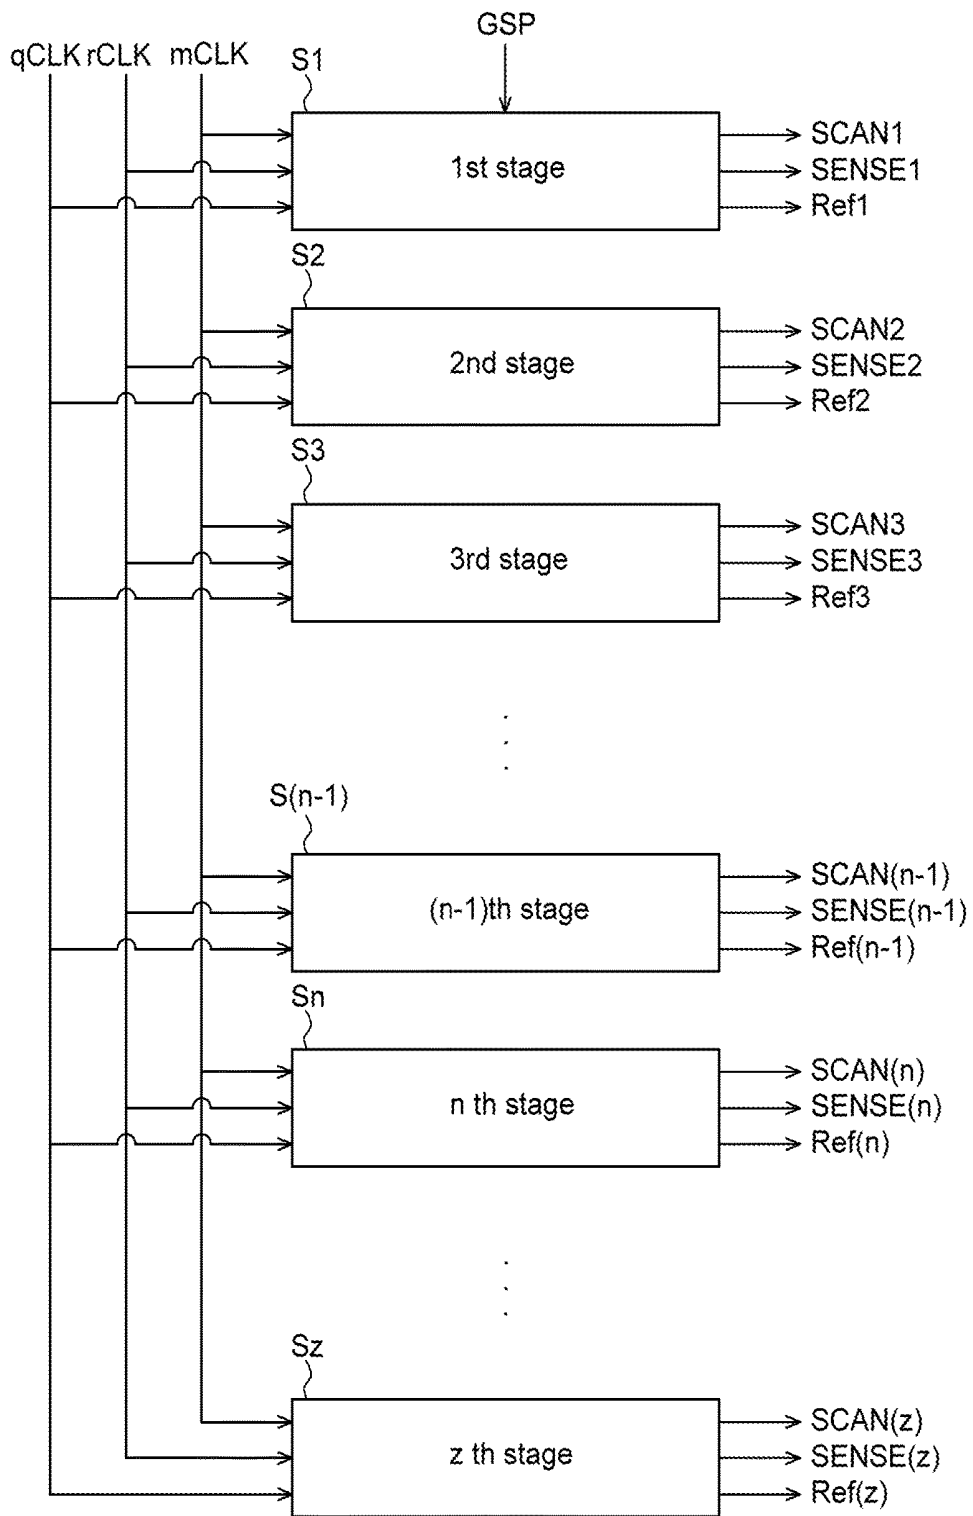 GSP
qCLK rCLK mCLK
S1
1st stage
SCAN1
SENSE1
Ref1
S2
2nd stage
SCAN2
SENSE2
Ref2
S3
3rd stage
SCAN3
SENSE3
Ref3
S(n-1)
(n-1)th stage
SCAN(n-1)
SENSE(n-1)
Ref(n-1)
Sn
n th stage
SCAN(n)
SENSE(n)
Ref(n)
Sz
z th stage
SCAN(z)
SENSE(z)
Ref(z)